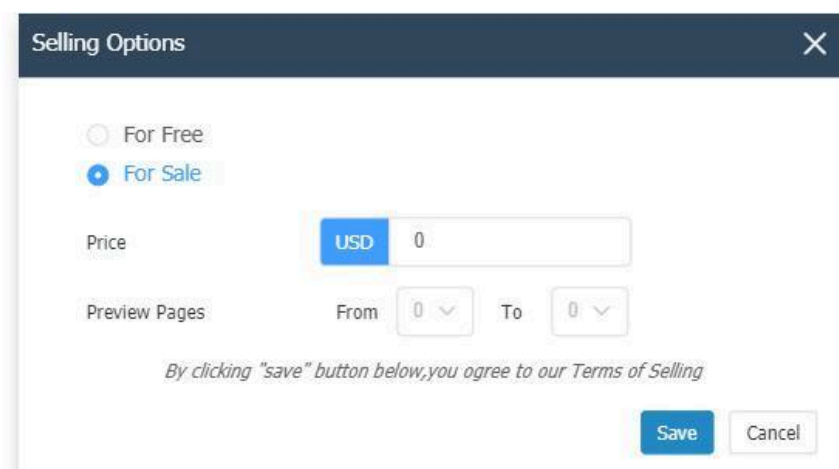 Selling Options
For Free
For Sale
Price USD 0
Preview Pages From 0 To 0
By clicking "save" button below,you ogree to our Terms of Selling
Save Cancel